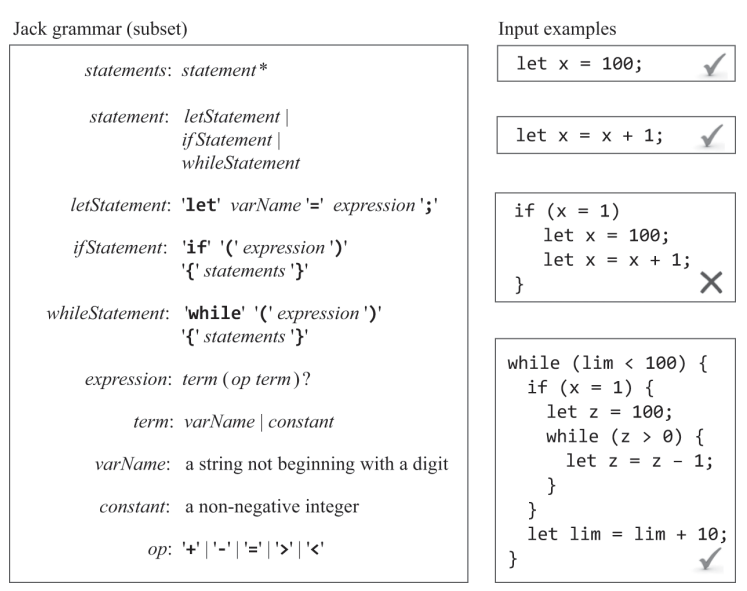 Jack grammar (subset)
statements: statement*
statement: letStatement |
ifStatement |
whileStatement
letStatement: 'let' varName '=' expression ';'
ifStatement: 'if' '(' expression ')'
'{' statements '}'
whileStatement: 'while' '(' expression ')'
'{' statements '}'
expression: term (op term)?
term: varName | constant
varName: a string not beginning with a digit
constant: a non-negative integer
op: '+' | '-' | '=' | '>' | '<'
Input examples
let x = 100;
let x = x + 1;
if (x = 1)
let x = 100;
let x = x + 1;
}
while (lim < 100) {
if (x = 1) {
let z = 100;
while (z > 0) {
let z = z - 1;
}
}
let lim = lim + 10;
}